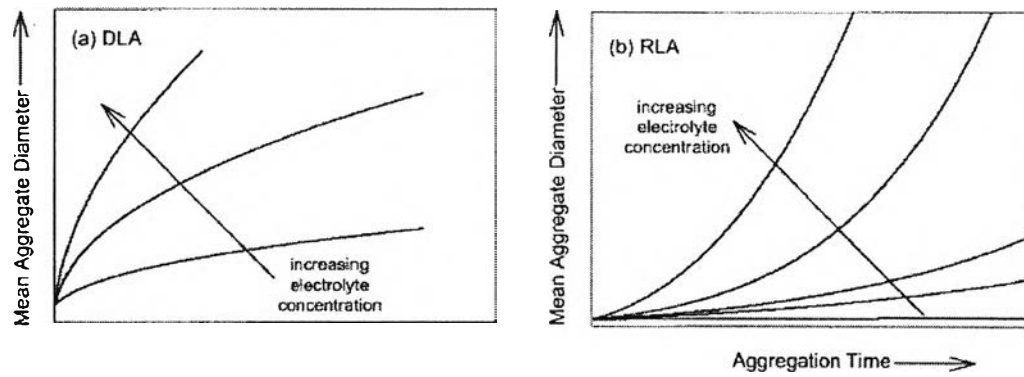 Mean Aggregate Diameter
(a) DLA
increasing
electrolyte
concentration
Mean Aggregate Diameter
(b) RLA
increasing
electrolyte
concentration
Aggregation Time